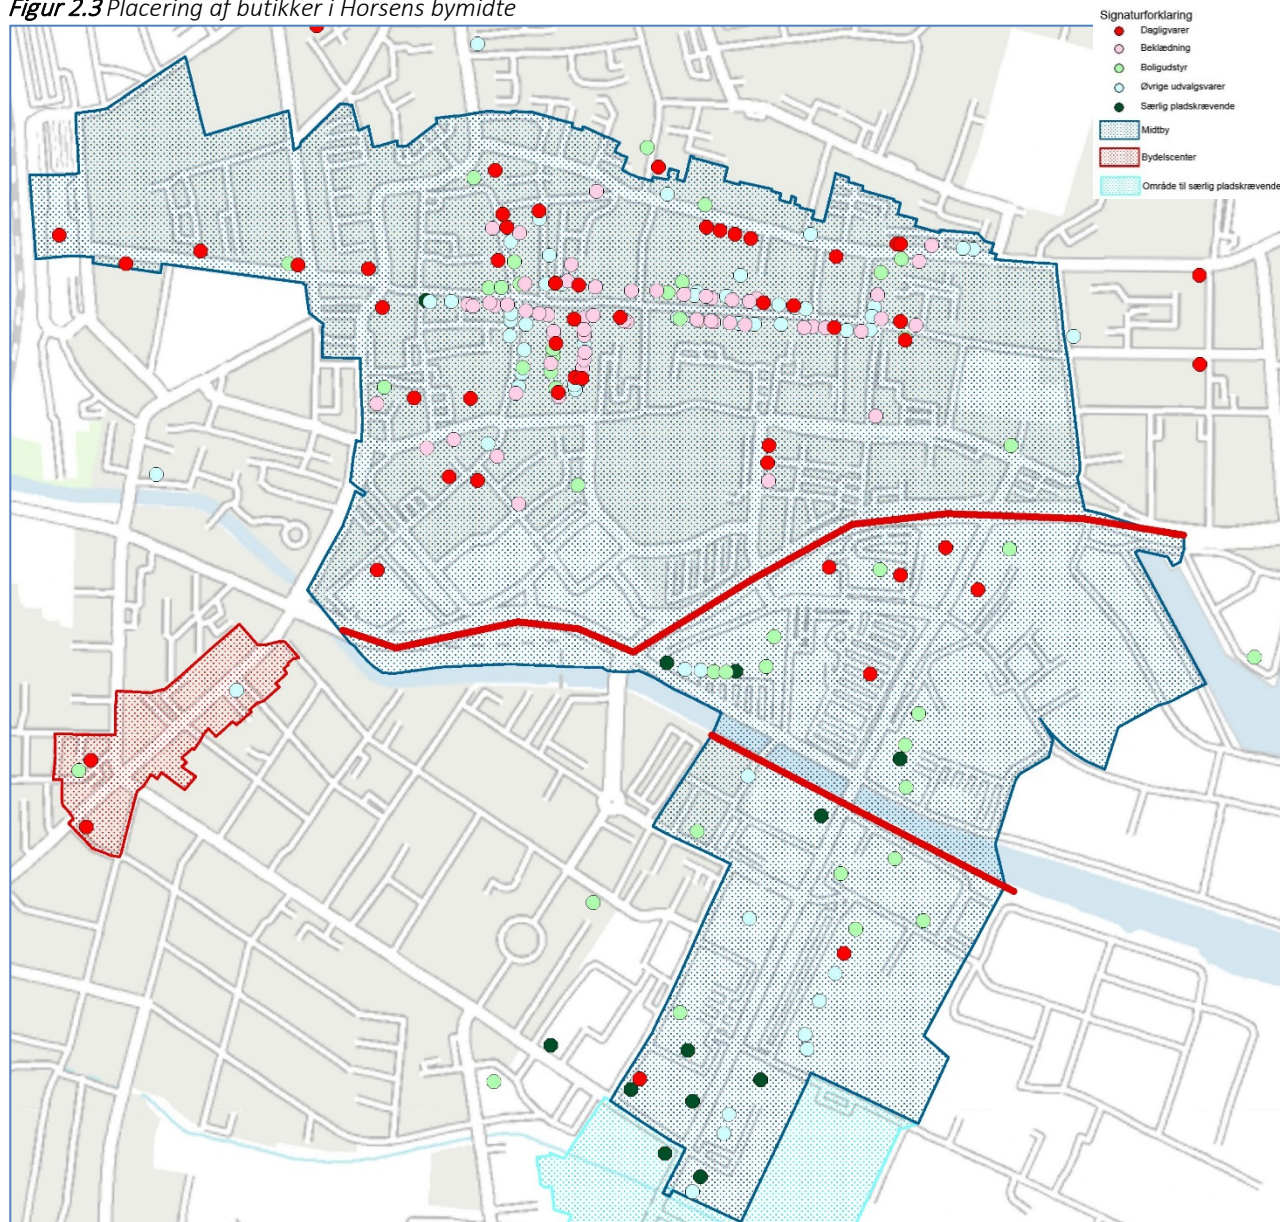 Figur 2.3 Placering af butikker i Horsens bymidte
Signaturforklaring
Dagligvarer
Beklædning
Boligudstyr
Øvrige udvalgsvarer
Særlig pladskrævende
Midtby
Bydelscenter
Område til særlig pladskrævende